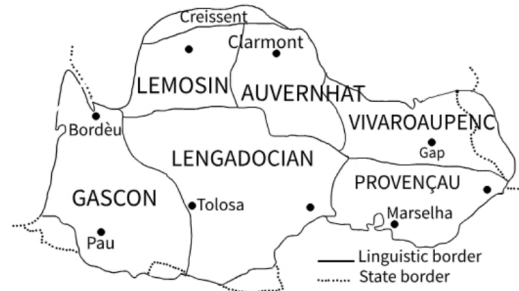 Creissent
Clarmont
LEMOSIN
AUVERNHAT
Bordèu
VIVAROAUPENC
Gap
LENGADOCIAN
PROVENÇAU
GASCON
Tolosa
Marselha
Pau
Linguistic border
State border